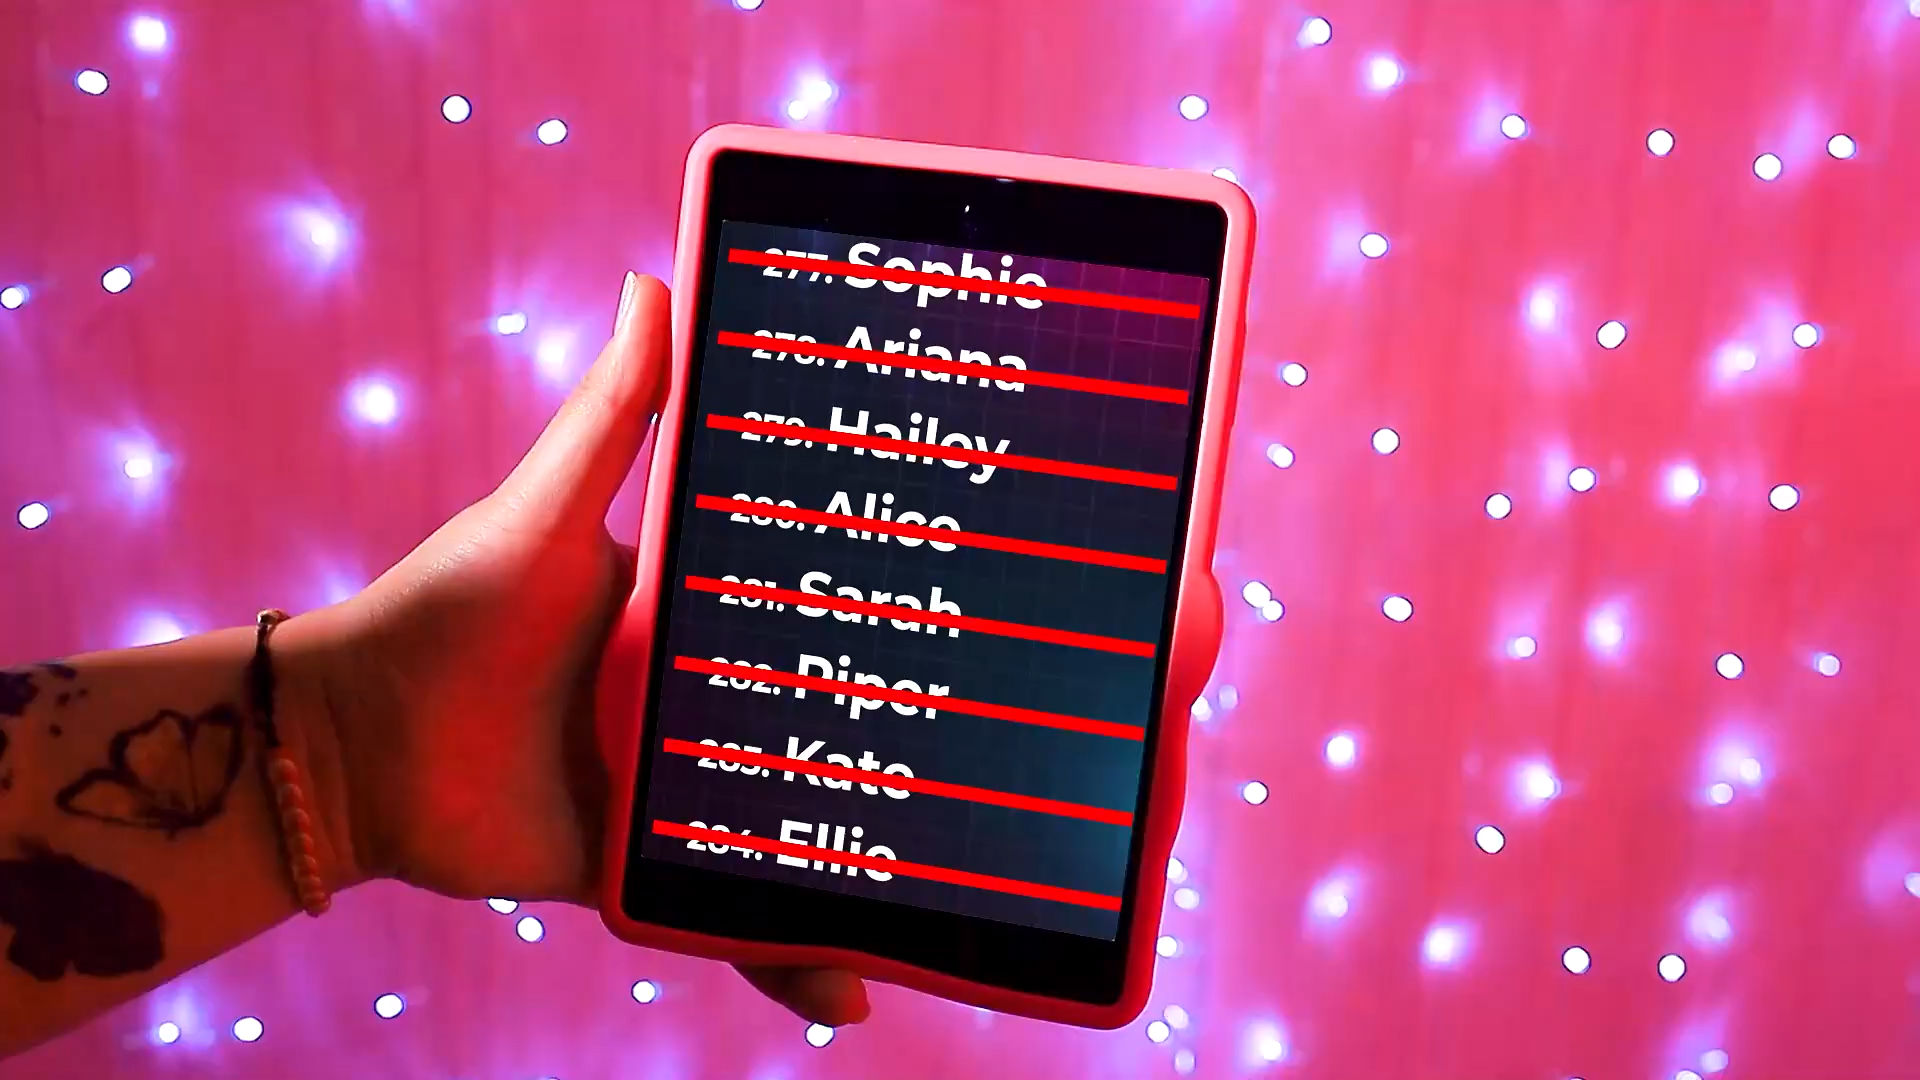 277. Sophie
278. Ariana
279. Hailey
280. Alice
281. Sarah
282. Piper
283. Kate
284. Ellie